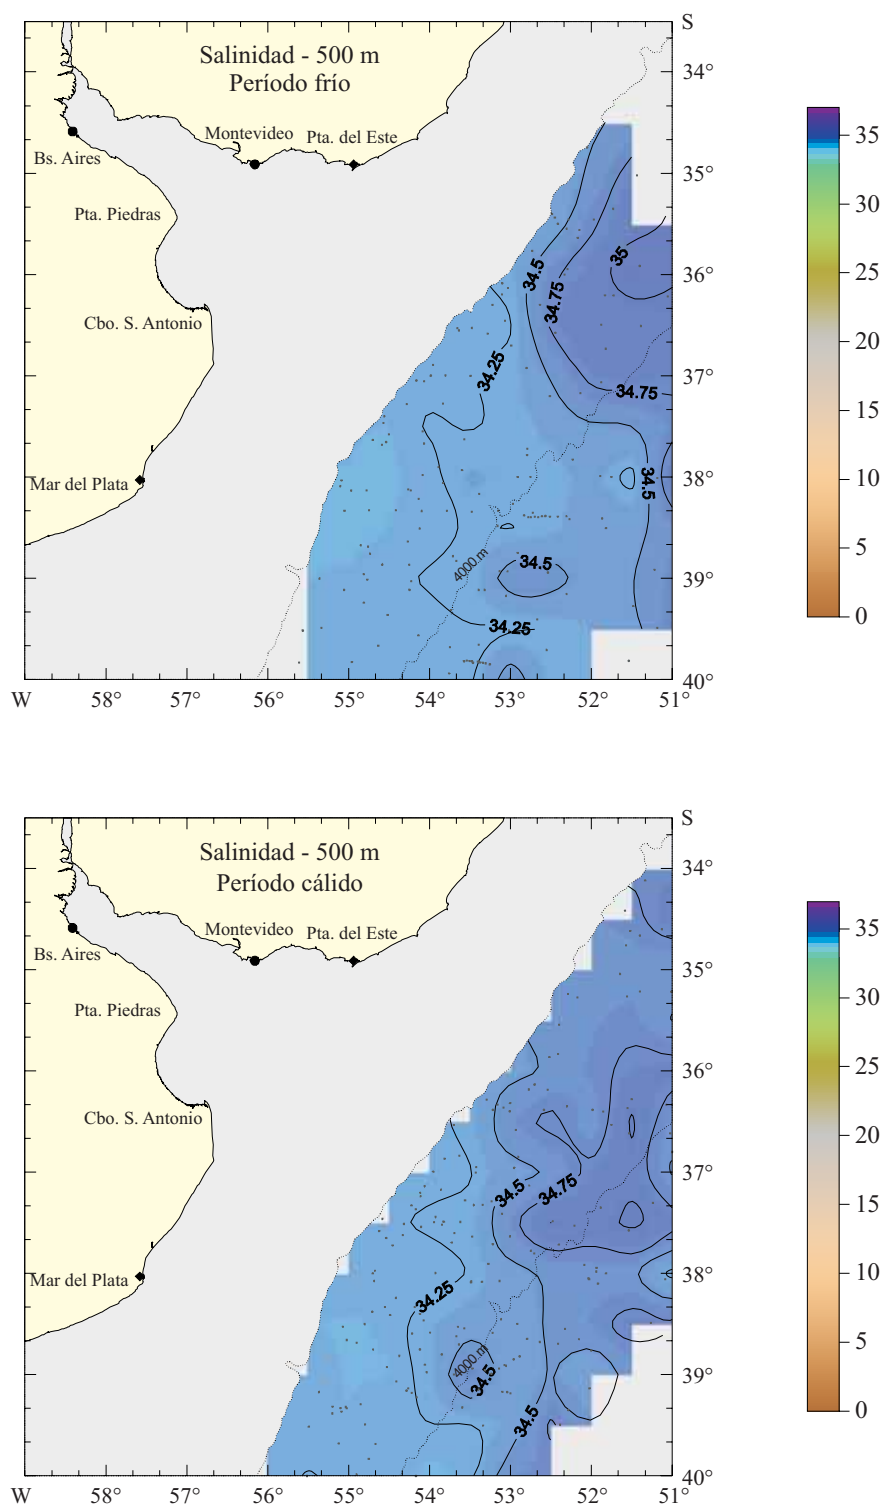 S
Salinidad - 500 m
Período frío
34°
Montevideo
Pta. del Este
35
Bs. Aires
35°
30
Pta. Piedras
35
34.5
36°
25
34.75
Cbo. S. Antonio
20
34.25
37°
34.75
15
Mar del Plata
38°
34.5
10
4000 m
34.5
39°
5
34.25
0
40°
W
58°
57°
56°
55°
54°
53°
52°
51°
S
Salinidad - 500 m
Período cálido
34°
Montevideo
Pta. del Este
35
Bs. Aires
35°
30
Pta. Piedras
36°
25
Cbo. S. Antonio
20
37°
34.5
34.75
15
Mar del Plata
38°
34.25
10
4000 m
34.5
39°
5
34.5
0
40°
W
58°
57°
56°
55°
54°
53°
52°
51°